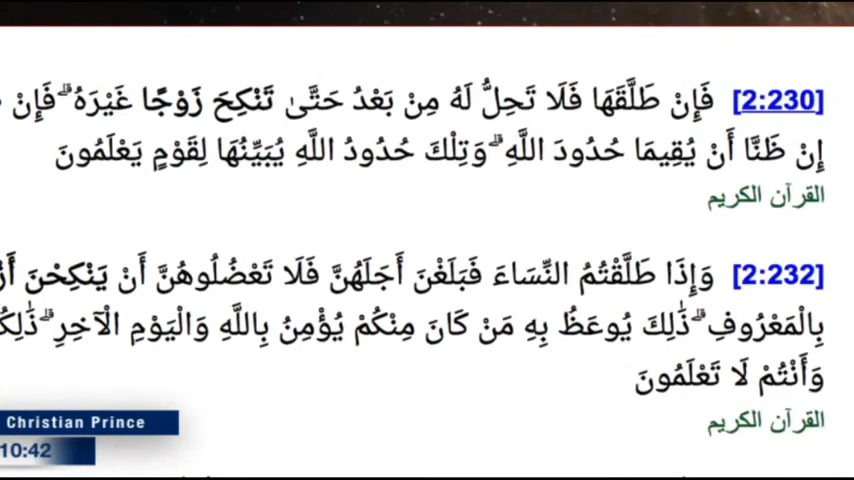 [2:230] فَإِنْ طَلَّقَهَا فَلَا تَحِلُّ لَهُ مِنْ بَعْدُ حَتَّىٰ تَنْكِحَ زَوْجًا غَيْرَهُ ۗ فَإِنْ
إِنْ ظَنَّا أَنْ يُقِيمَا حُدُودَ اللَّهِ ۗ وَتِلْكَ حُدُودُ اللَّهِ يُبَيِّنُهَا لِقَوْمٍ يَعْلَمُونَ
القرآن الكريم
[2:232] وَإِذَا طَلَّقْتُمُ النِّسَاءَ فَبَلَغْنَ أَجَلَهُنَّ فَلَا تَعْضُلُوهُنَّ أَنْ يَنْكِحْنَ
بِالْمَعْرُوفِ ۗ ذَٰلِكَ يُوعَظُ بِهِ مَنْ كَانَ مِنْكُمْ يُؤْمِنُ بِاللَّهِ وَالْيَوْمِ الْآخِرِ ۗ
وَأَنْتُمْ لَا تَعْلَمُونَ
القرآن الكريم
Christian Prince
10:42